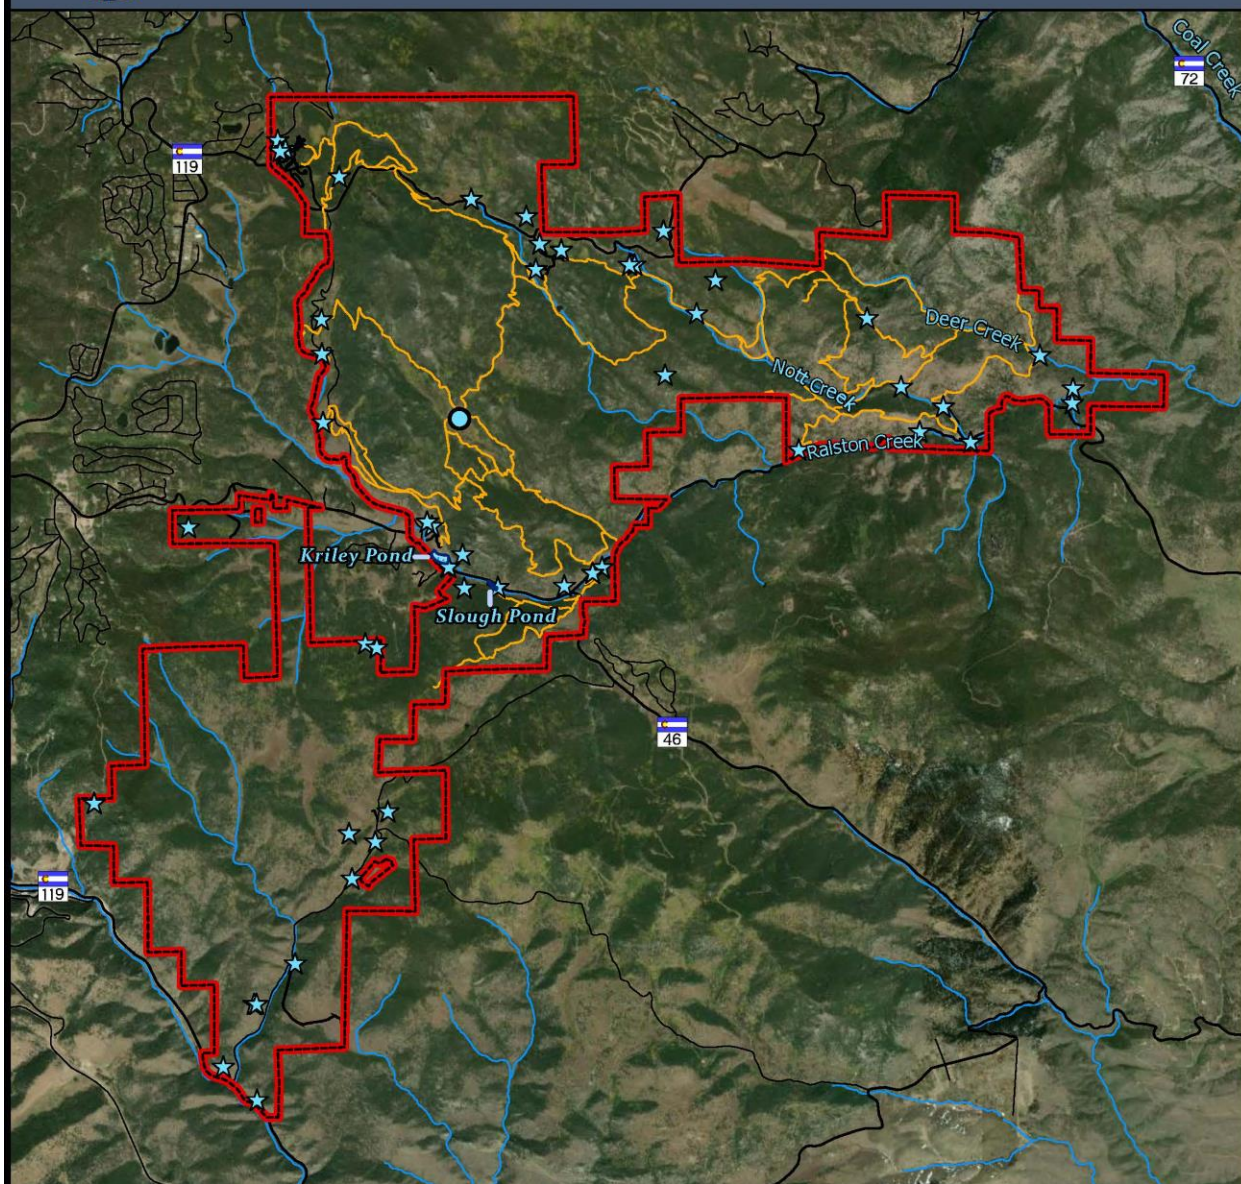 Coal Creek
72
119
Deer Creek
Nott Creek
Ralston Creek
Kriley Pond
Slough Pond
46
119